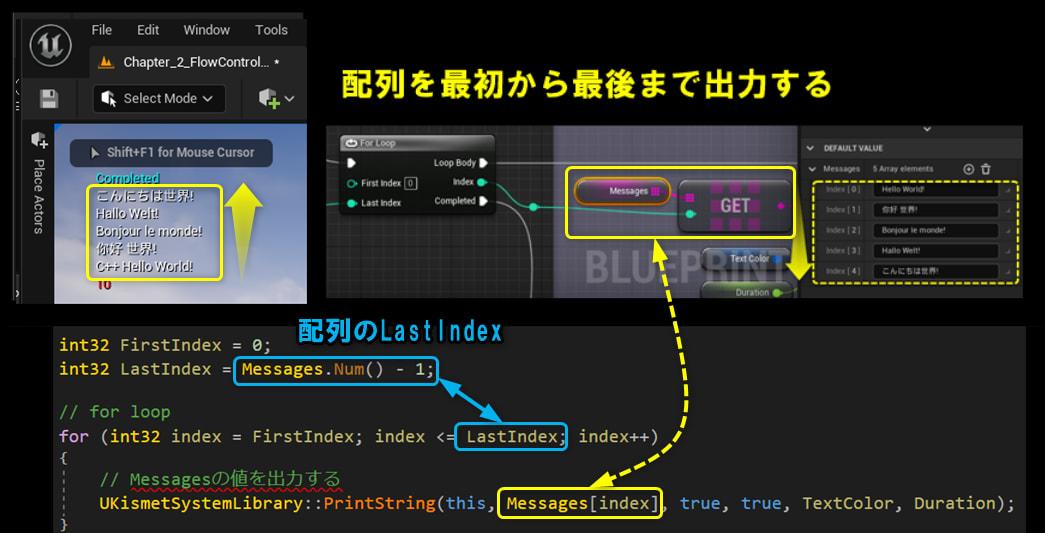 File Edit Window Tools
Chapter_2_FlowControl... *
Select Mode
Place Actors
Shift+F1 for Mouse Cursor
Completed
こんにちは世界!
Hallo Welt!
Bonjour le monde!
你好 世界!
C++ Hello World!
10
配列を最初から最後まで出力する
For Loop
Loop Body
First Index 0
Index
Last Index
Completed
Messages
GET
BLUEPRINT
Text Color
Duration
DEFAULT VALUE
Messages 5 Array elements
Index [ 0 ] Hello World!
Index [ 1 ] 你好 世界!
Index [ 2 ] Bonjour le monde!
Index [ 3 ] Hallo Welt!
Index [ 4 ] こんにちは世界!
配列のLastIndex
int32 FirstIndex = 0;
int32 LastIndex = Messages.Num() - 1;
// for loop
for (int32 index = FirstIndex; index <= LastIndex; index++)
{
// Messagesの値を出力する
UKismetSystemLibrary::PrintString(this, Messages[index], true, true, TextColor, Duration);
}